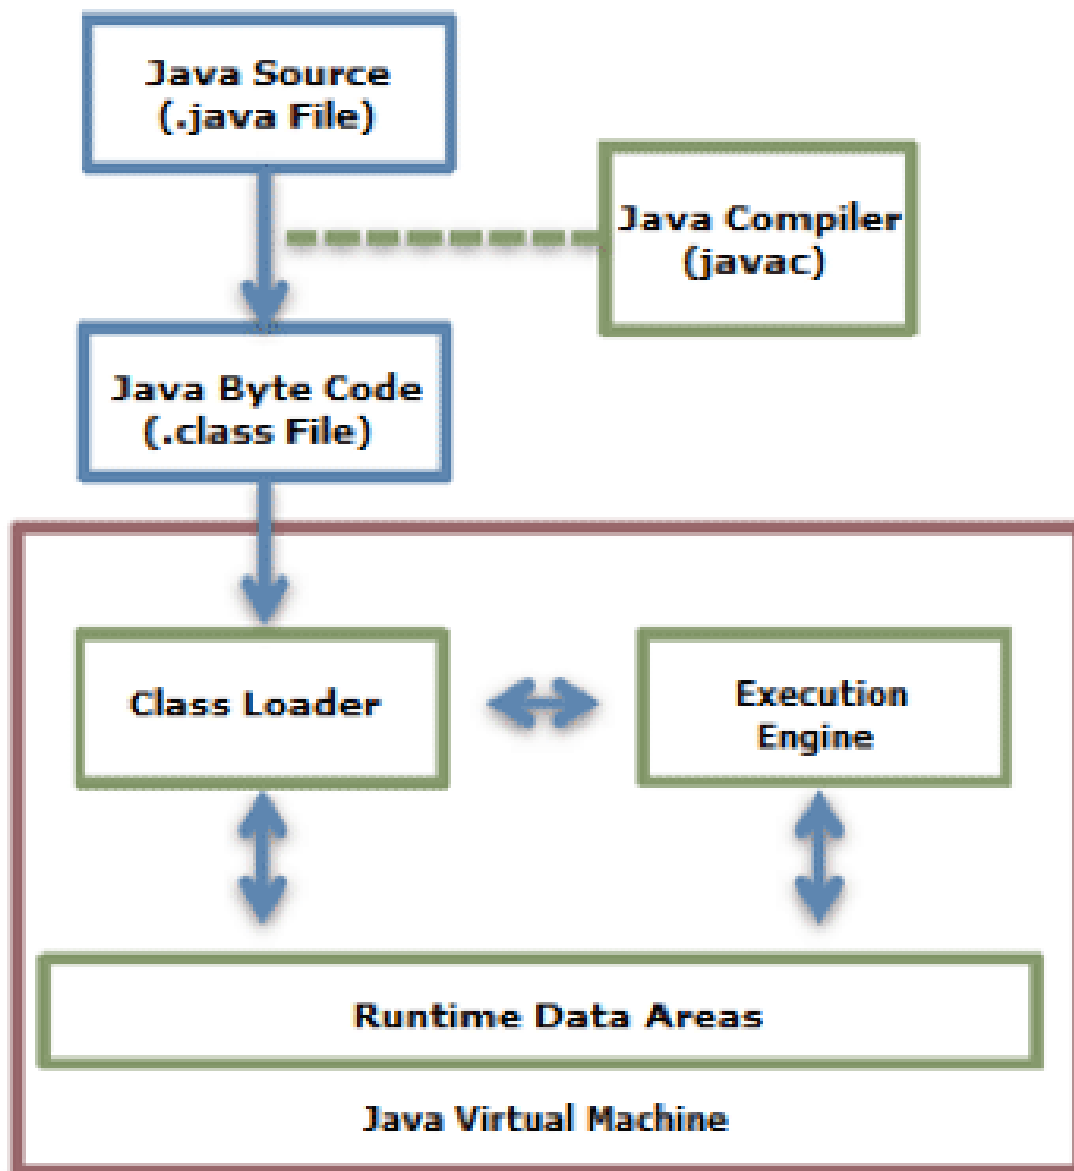 Java Source
(.java File)
Java Compiler
(javac)
Java Byte Code
(.class File)
Class Loader
Execution
Engine
Runtime Data Areas
Java Virtual Machine